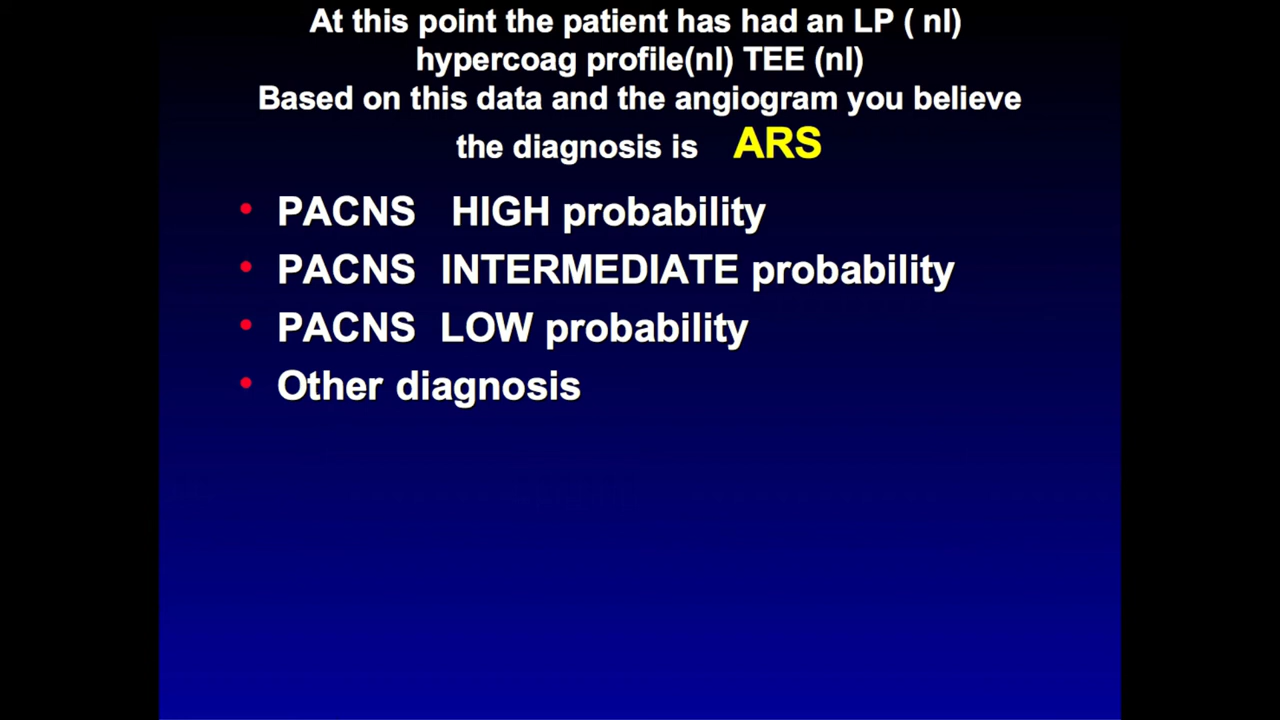 At this point the patient has had an LP ( nl)
hypercoag profile(nl) TEE (nl)
Based on this data and the angiogram you believe
the diagnosis is ARS
• PACNS HIGH probability
• PACNS INTERMEDIATE probability
• PACNS LOW probability
• Other diagnosis